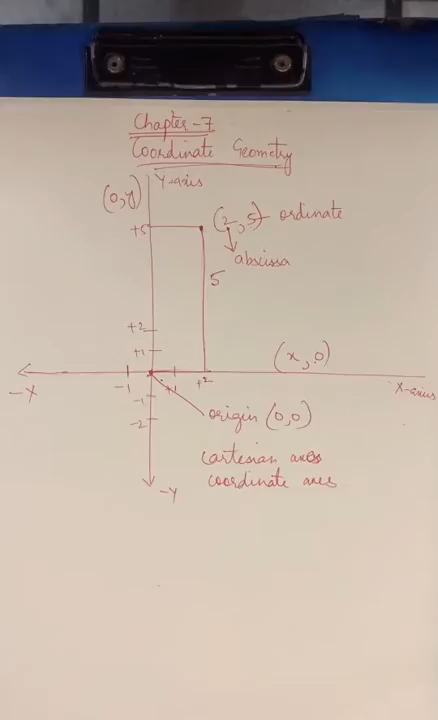 Chapter-7
Coordinate Geometry
Y-axis
(0,y)
+5
(2,5) ordinate
abscissa
5
+2
+1
(x,0)
-X
-1
+1
+2
X-axis
-1
origin (0,0)
-2
cartesian axes
coordinate axes
-Y